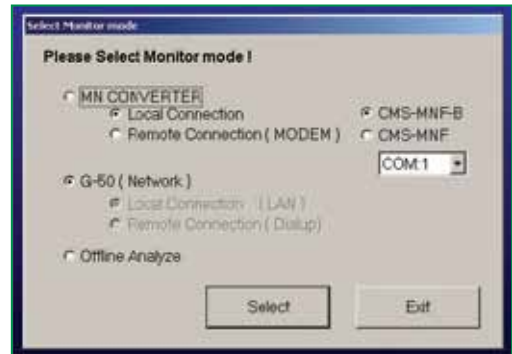 Select Monitor mode
Please Select Monitor mode !
MN CONVERTER
Local Connection
CMS-MNF-B
Remote Connection ( MODEM )
CMS-MNF
COM:1
G-50 ( Network )
Local Connection ( LAN )
Remote Connection ( Dialup)
Offline Analyze
Select
Exit